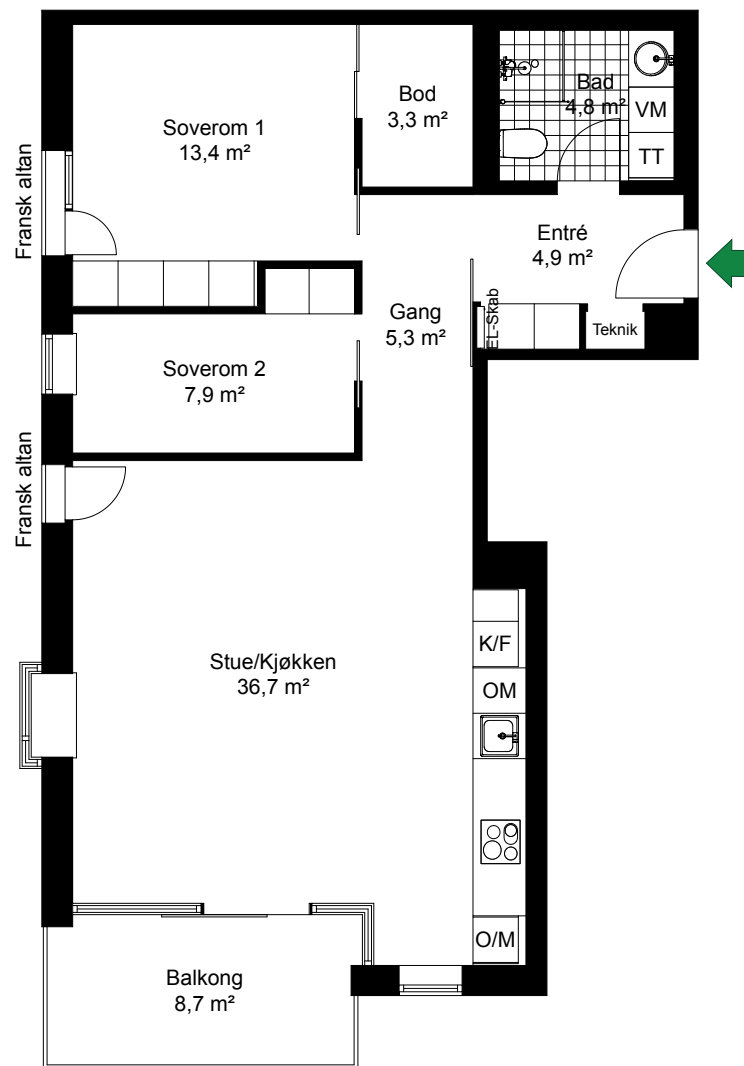 Bad
4,8 m²
Bod
3,3 m²
VM
Soverom 1
13,4 m²
TT
Fransk altan
Entré
4,9 m²
Gang
5,3 m²
EL-Skab
Teknik
Soverom 2
7,9 m²
Fransk altan
K/F
Stue/Kjøkken
36,7 m²
OM
O/M
Balkong
8,7 m²